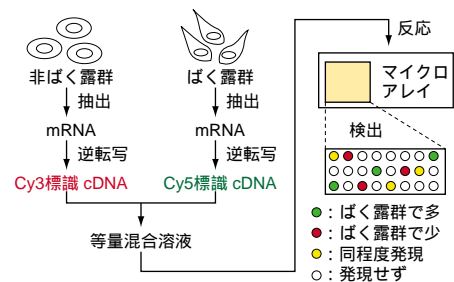 非ばく露群
ばく露群
抽出
抽出
mRNA
mRNA
逆転写
逆転写
Cy3標識 cDNA
Cy5標識 cDNA
等量混合溶液
反応
マイクロ
アレイ
検出
：ばく露群で多
：ばく露群で少
：同程度発現
：発現せず